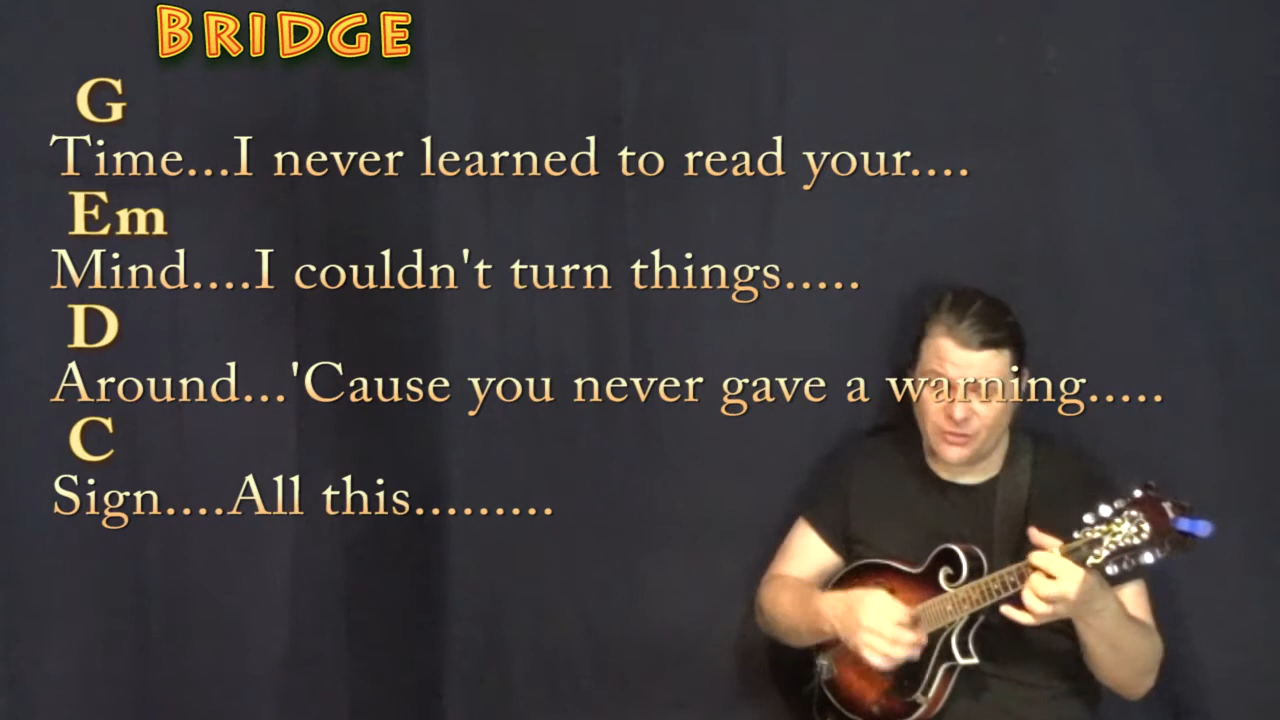 BRIDGE
G
Time...I never learned to read your....
Em
Mind....I couldn't turn things.....
D
Around...'Cause you never gave a warning.....
C
Sign....All this.........